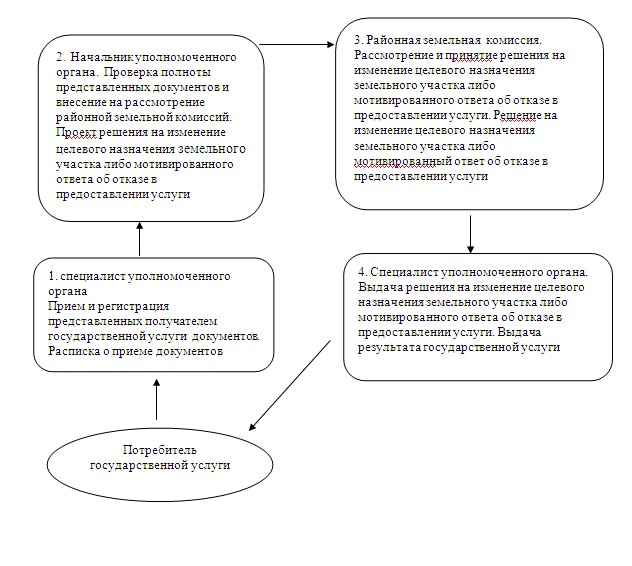 2. Начальник уполномоченного
органа. Проверка полноты
представленных документов и
внесение на рассмотрение
районной земельной комиссий.
Проект решения на изменение
целевого назначения земельного
участка либо мотивированного
ответа об отказе в
предоставлении услуги
3. Районная земельная комиссия.
Рассмотрение и принятие решения на
изменение целевого назначения
земельного участка либо
мотивированного ответа об отказе в
предоставлении услуги. Решение на
изменение целевого назначения
земельного участка либо
мотивированный ответ об отказе в
предоставлении услуги
1. специалист уполномоченного
органа
Прием и регистрация
представленных получателем
государственной услуги документов.
Расписка о приеме документов
4. Специалист уполномоченного органа.
Выдача решения на изменение целевого
назначения земельного участка либо
мотивированного ответа об отказе в
предоставлении услуги. Выдача
результата государственной услуги
Потребитель
государственной услуги